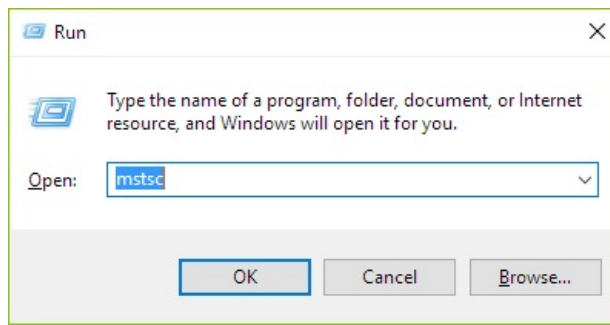 Run
Type the name of a program, folder, document, or Internet
resource, and Windows will open it for you.
Open: mstsc
OK Cancel Browse...